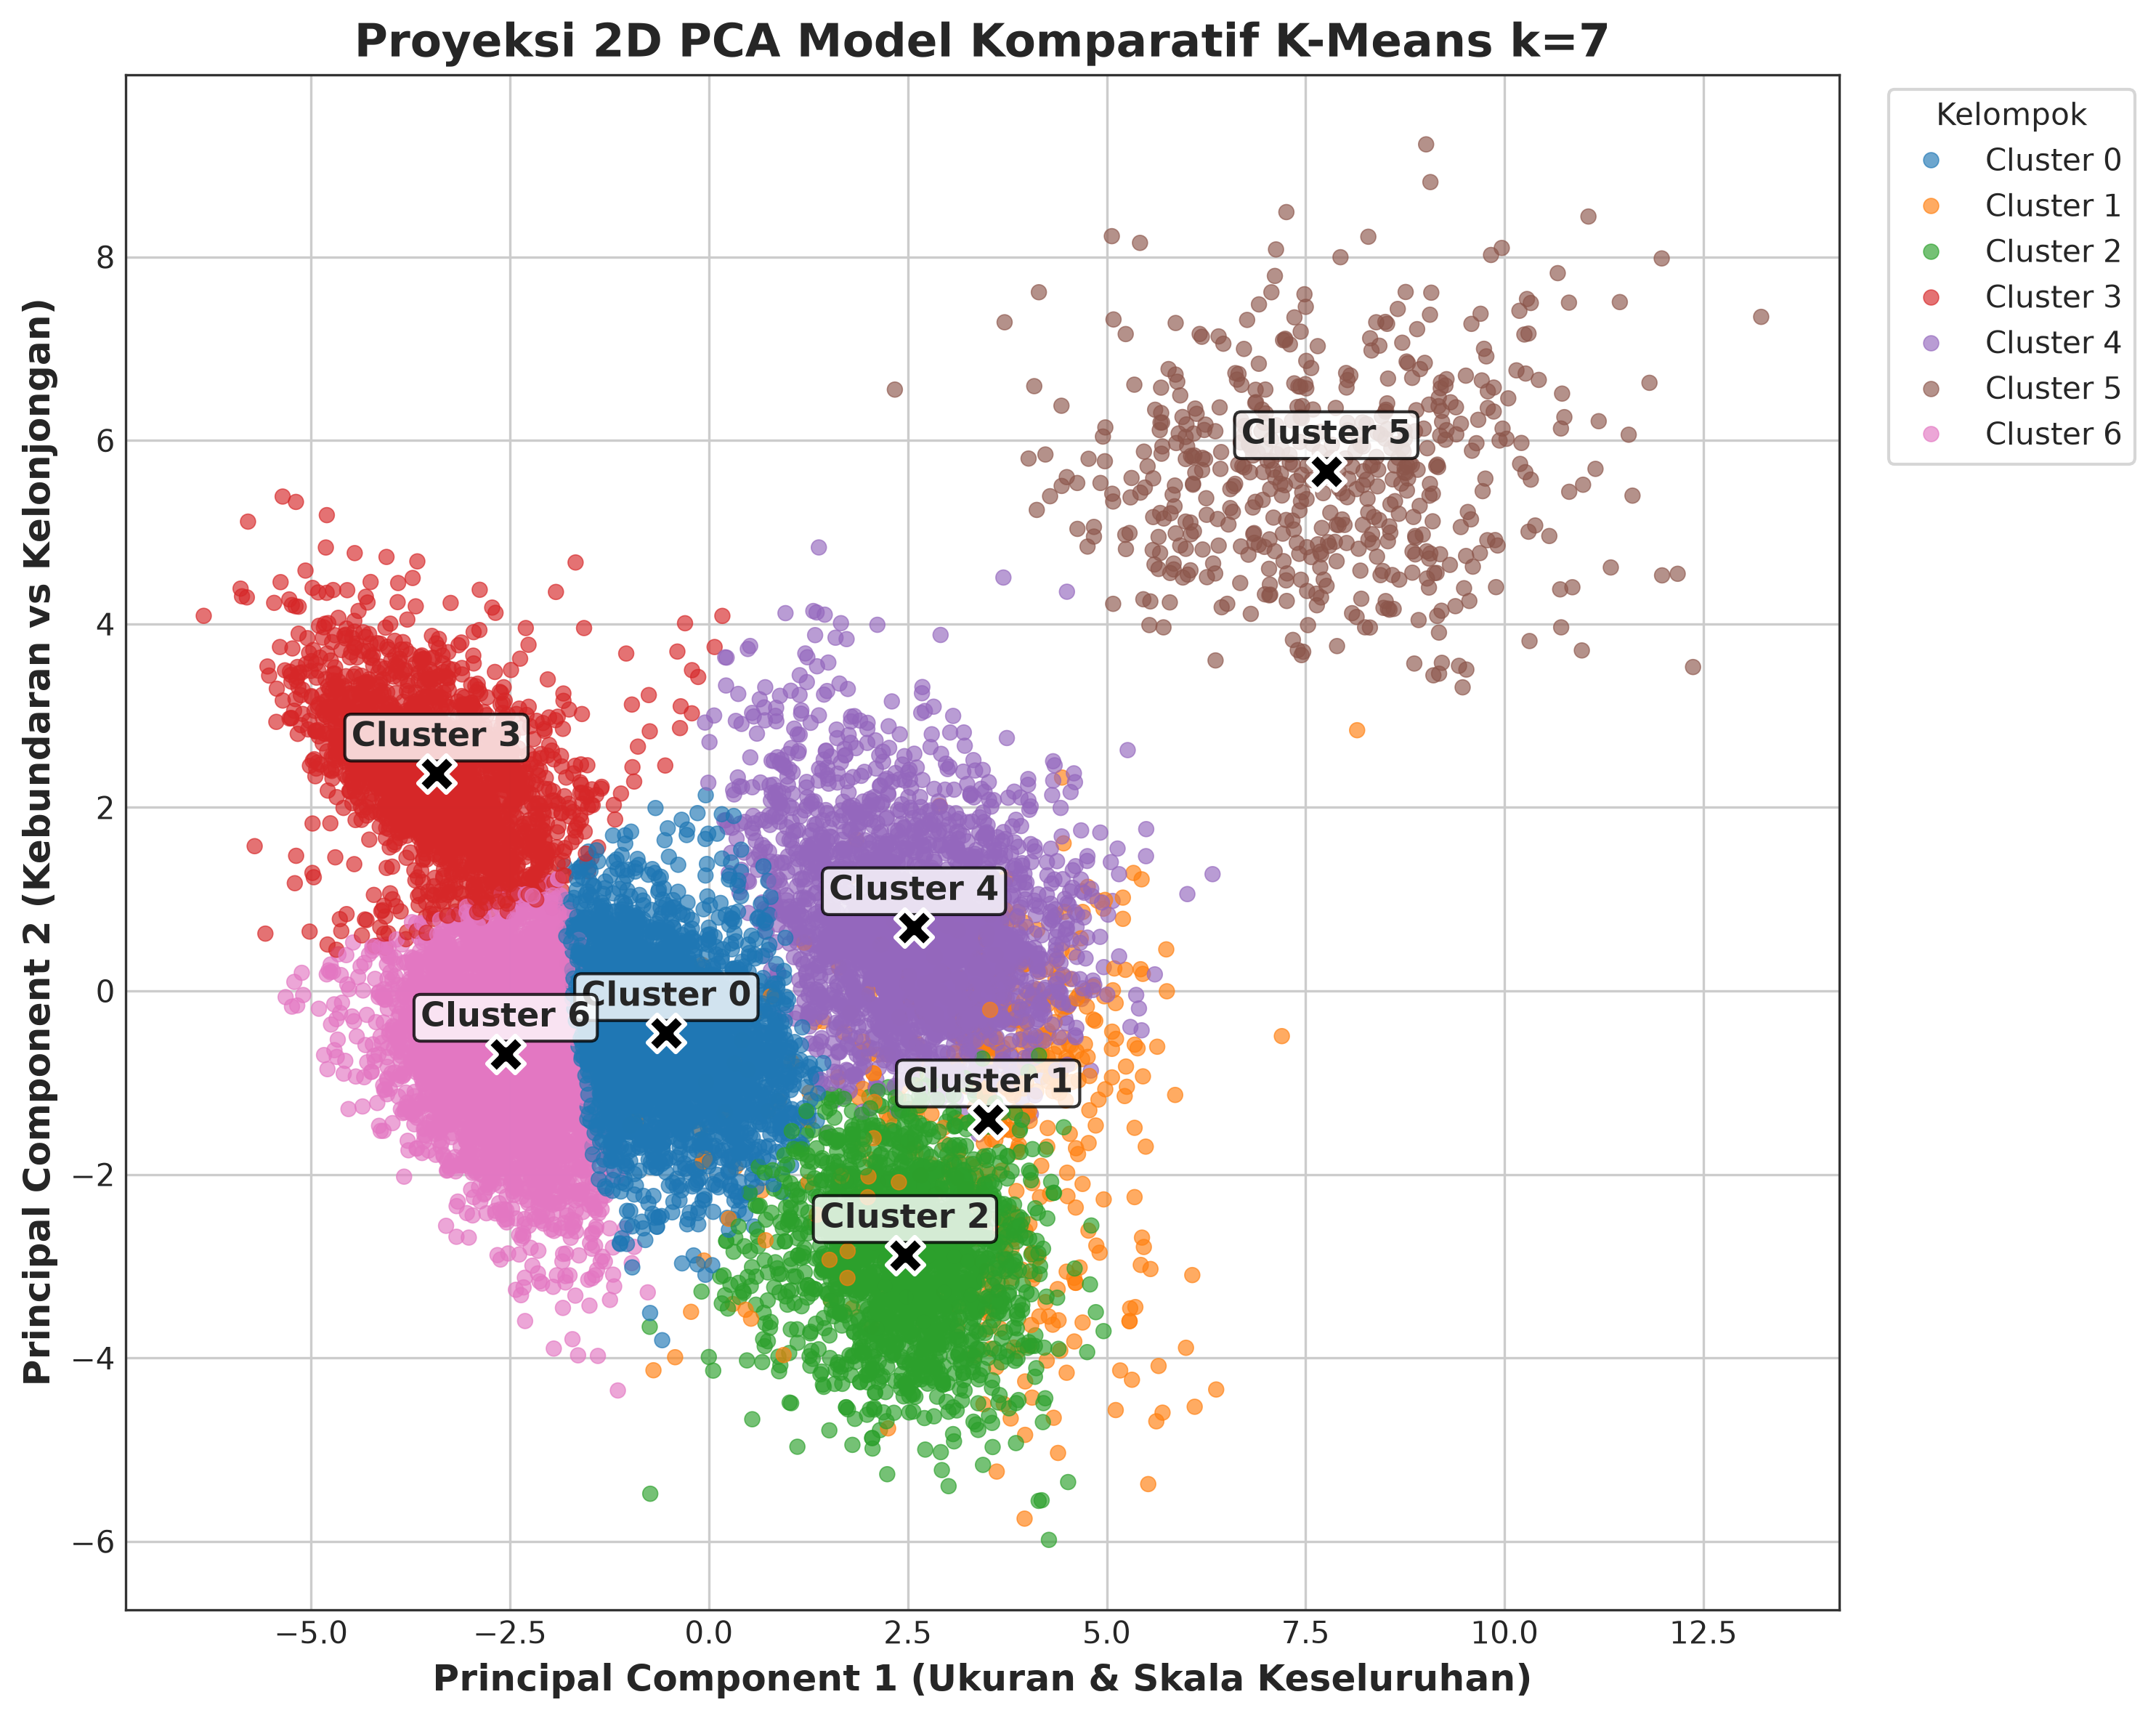 Proyeksi 2D PCA Model Komparatif K-Means k=7
Principal Component 2 (Kebundaran vs Kelonjongan)
8
6
4
2
0
−2
−4
−6
Cluster 5
Cluster 3
Cluster 4
Cluster 0
Cluster 6
Cluster 1
Cluster 2
−5.0
−2.5
0.0
2.5
5.0
7.5
10.0
12.5
Principal Component 1 (Ukuran & Skala Keseluruhan)
Kelompok
Cluster 0
Cluster 1
Cluster 2
Cluster 3
Cluster 4
Cluster 5
Cluster 6